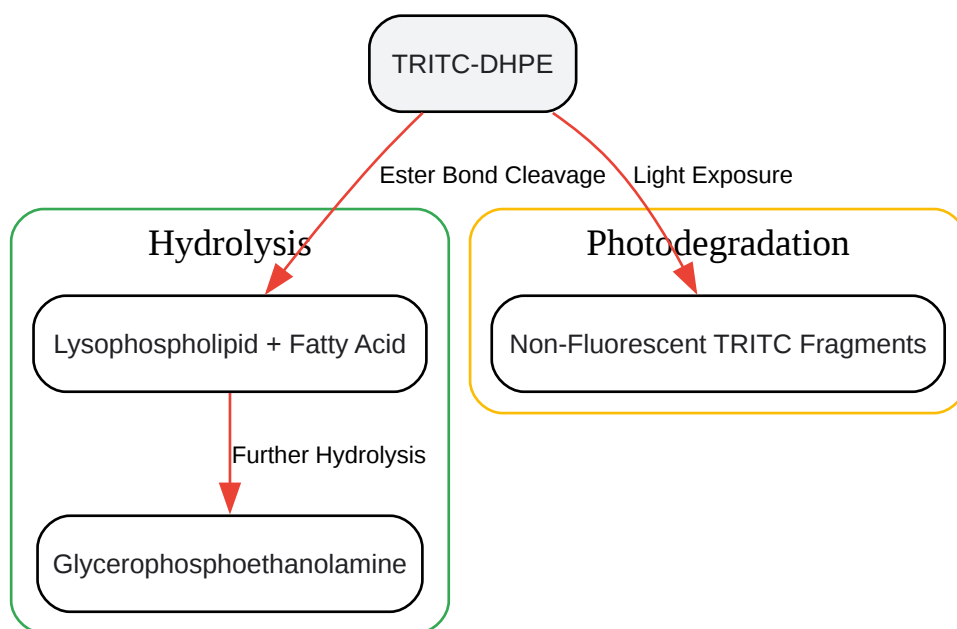 TRITC-DHPE
Ester Bond Cleavage
Light Exposure
Hydrolysis
Photodegradation
Lysophospholipid + Fatty Acid
Non-Fluorescent TRITC Fragments
Further Hydrolysis
Glycerophosphoethanolamine